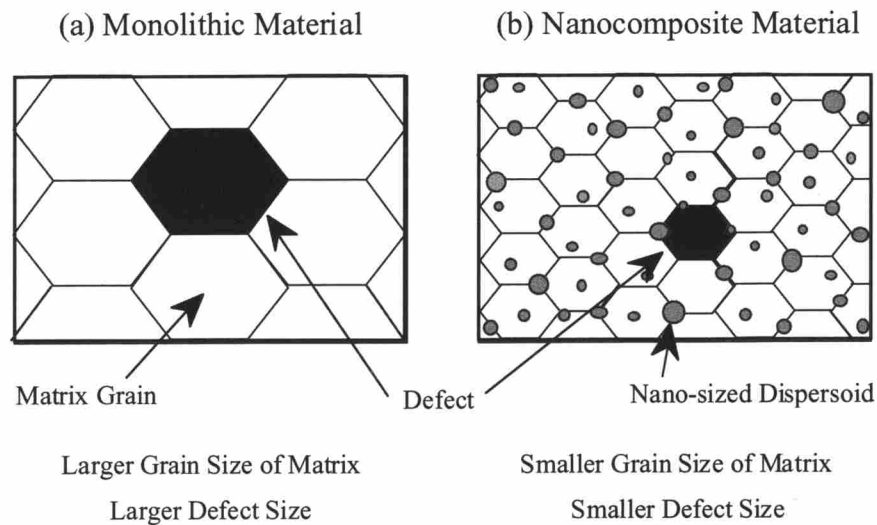 (a) Monolithic Material
(b) Nanocomposite Material
Matrix Grain
Defect
Nano-sized Dispersoid
Larger Grain Size of Matrix
Larger Defect Size
Smaller Grain Size of Matrix
Smaller Defect Size